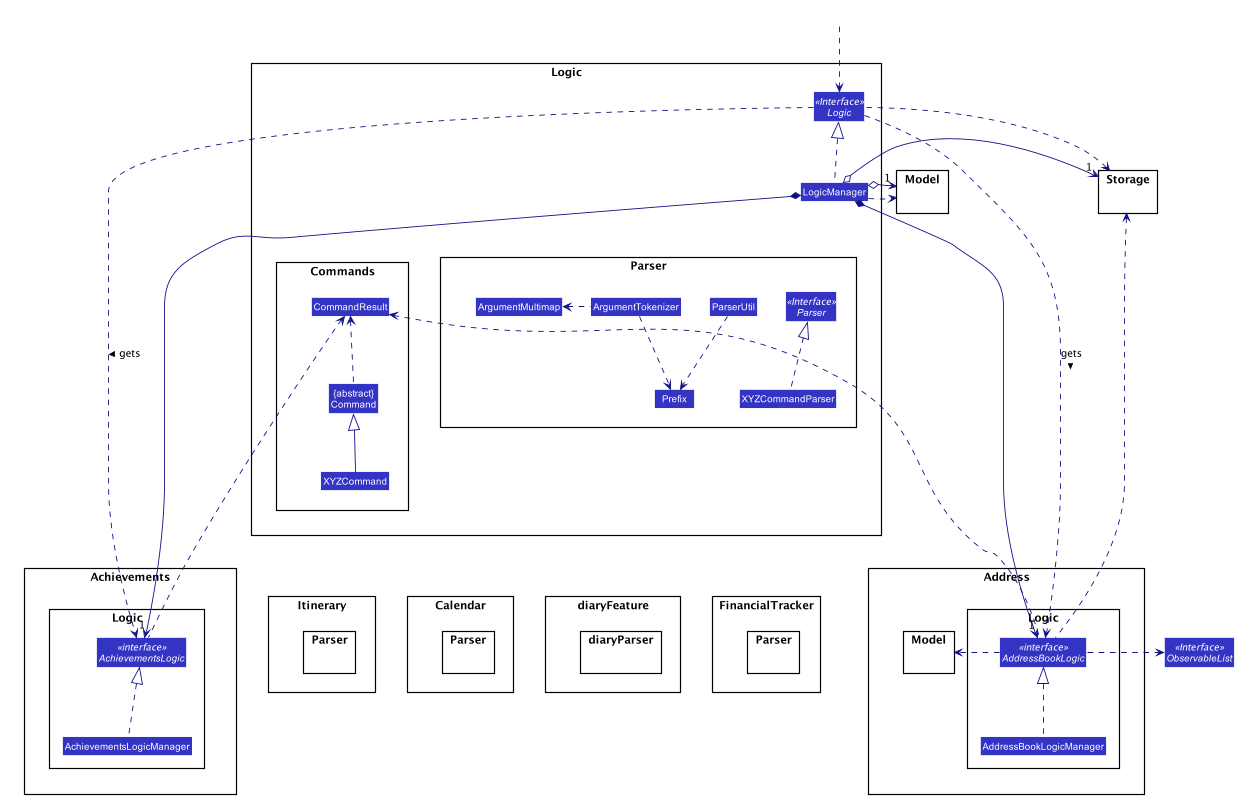 Logic
«Interface»
Logic
1
1
Model
Storage
LogicManager
Parser
Commands
CommandResult
ArgumentMultimap
ArgumentTokenizer
ParserUtil
«Interface»
Parser
gets
gets
{abstract}
Command
Prefix
XYZCommandParser
XYZCommand
Achievements
Address
Itinerary
Calendar
diaryFeature
FinancialTracker
Logic
Logic
1
1
Parser
Parser
diaryParser
Parser
Model
«interface»
AchievementsLogic
«interface»
AddressBookLogic
«Interface»
ObservableList
AchievementsLogicManager
AddressBookLogicManager